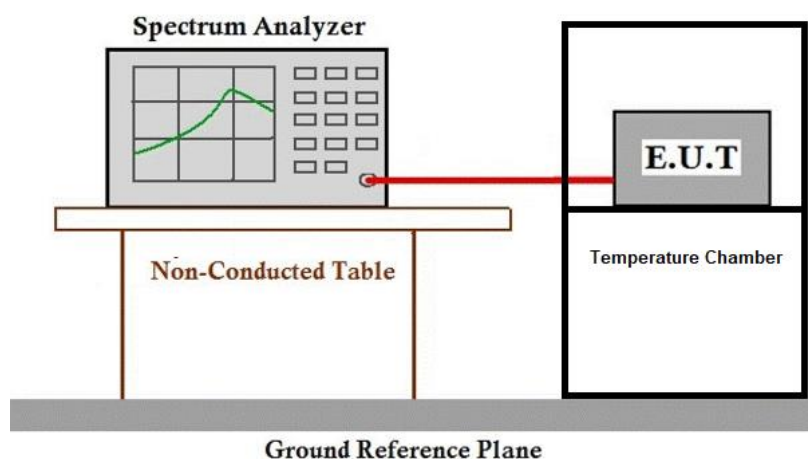 Spectrum Analyzer
E.U.T
Non-Conducted Table
Temperature Chamber
Ground Reference Plane